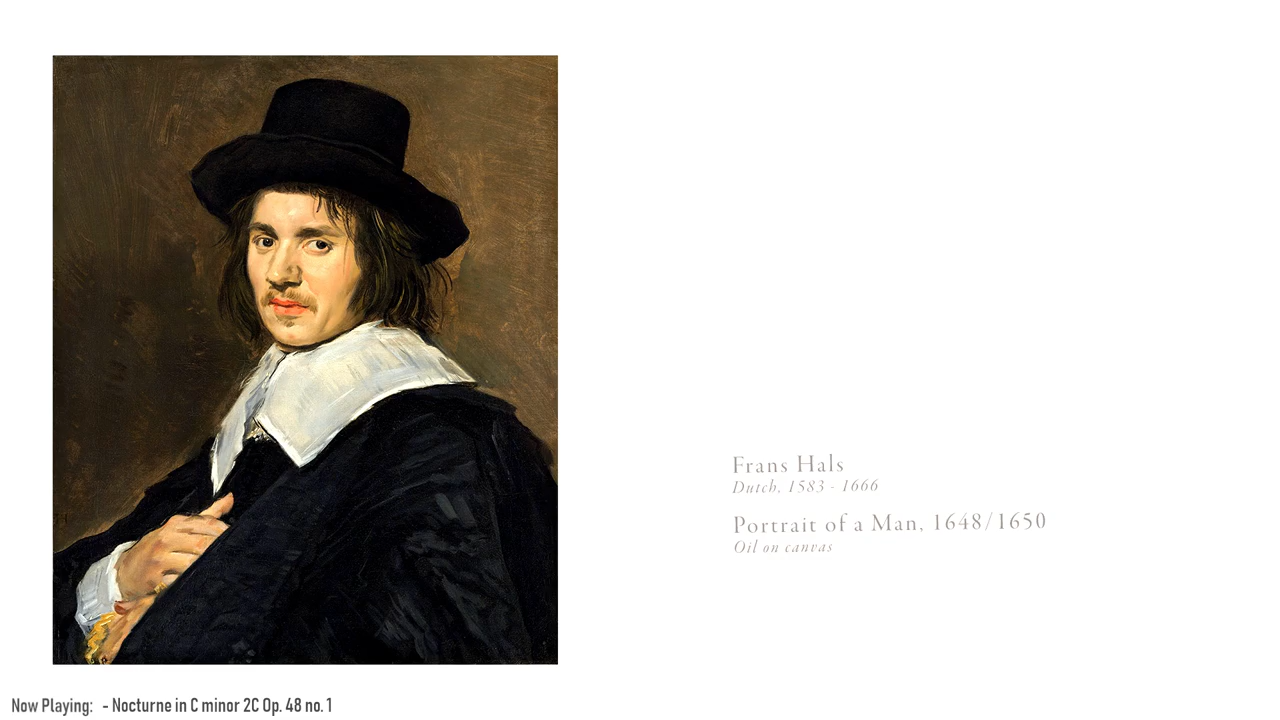 Frans Hals
Dutch, 1583 - 1666
Portrait of a Man, 1648/1650
Oil on canvas
Now Playing: - Nocturne in C minor 2C Op. 48 no. 1